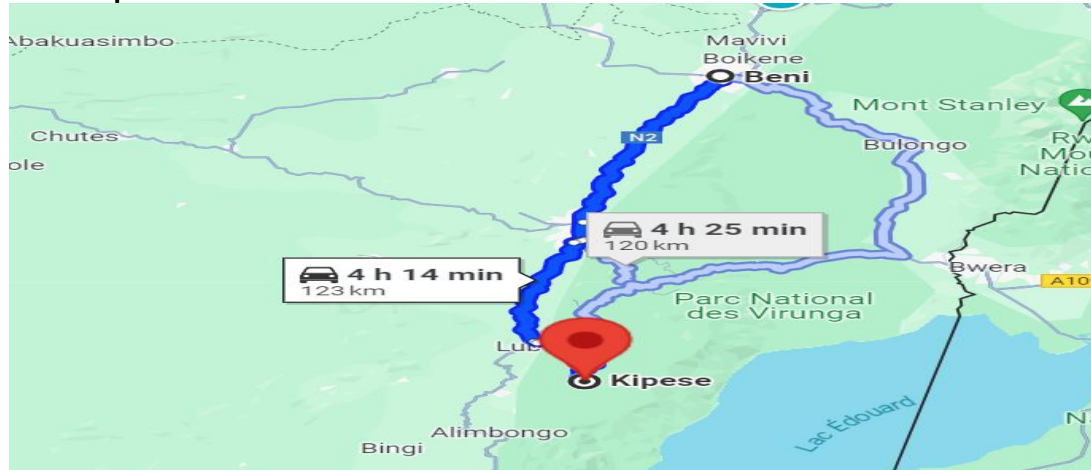 Abakuasimbo
Mavivi
Boikene
Beni
Mont Stanley
Chutes
N2
Bulongo
4 h 25 min
120 km
4 h 14 min
123 km
Bwera
Parc National
des Virunga
Kipese
Lac Édouard
Alimbongo
Bingi